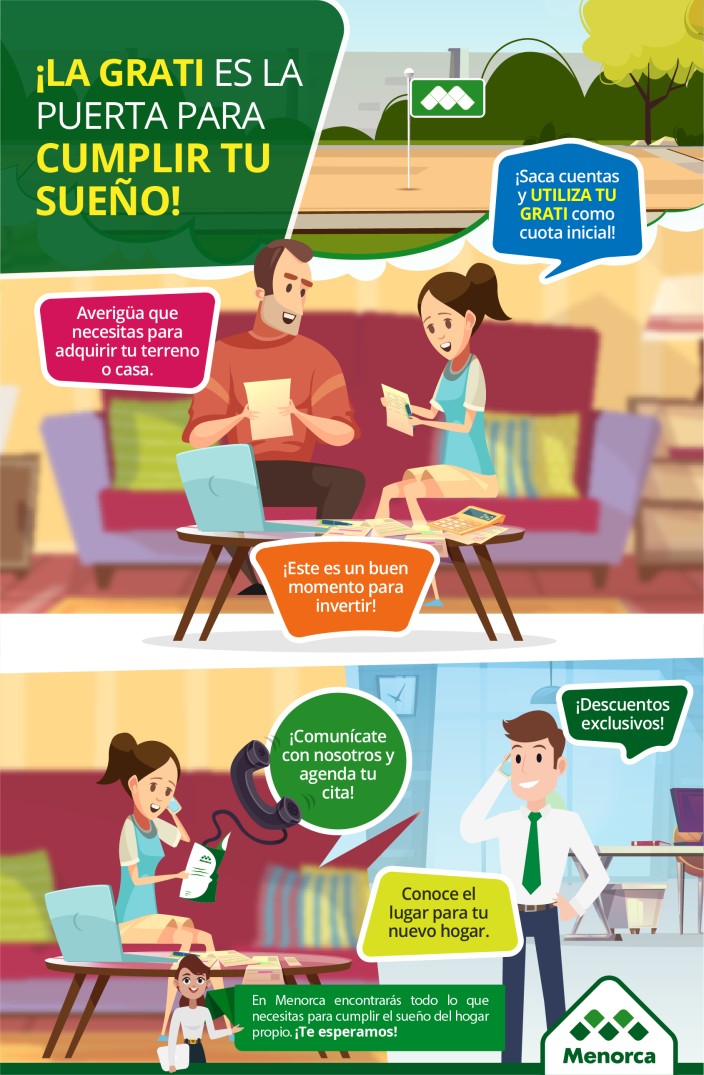 ¡LA GRATI ES LA
PUERTA PARA
CUMPLIR TU
SUEÑO!
¡Saca cuentas
y UTILIZA TU
GRATI como
cuota inicial!
Averigüa que
necesitas para
adquirir tu terreno
o casa.
¡Este es un buen
momento para
invertir!
¡Descuentos
exclusivos!
¡Comunícate
con nosotros y
agenda tu
cita!
Conoce el
lugar para tu
nuevo hogar.
En Menorca encontrarás todo lo que
necesitas para cumplir el sueño del hogar
propio. ¡Te esperamos!
Menorca